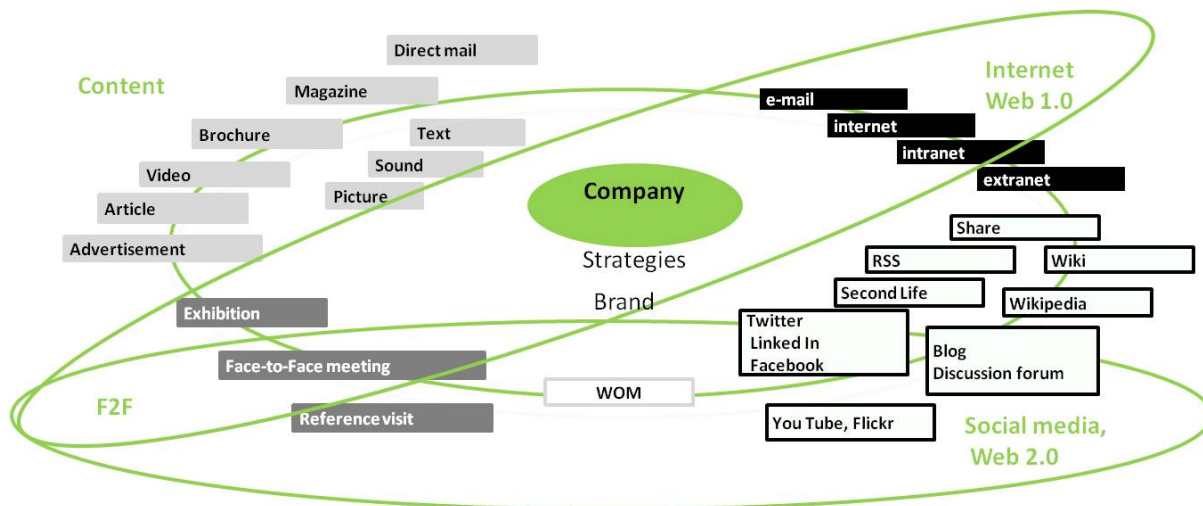 Direct mail
Content
Internet
Web 1.0
Magazine
e-mail
Brochure
Text
internet
Video
Sound
intranet
Picture
Company
extranet
Article
Advertisement
Share
Strategies
RSS
Wiki
Second Life
Brand
Wikipedia
Exhibition
Twitter
Linked In
Facebook
Blog
Discussion forum
Face-to-Face meeting
WOM
F2F
Reference visit
You Tube, Flickr
Social media,
Web 2.0